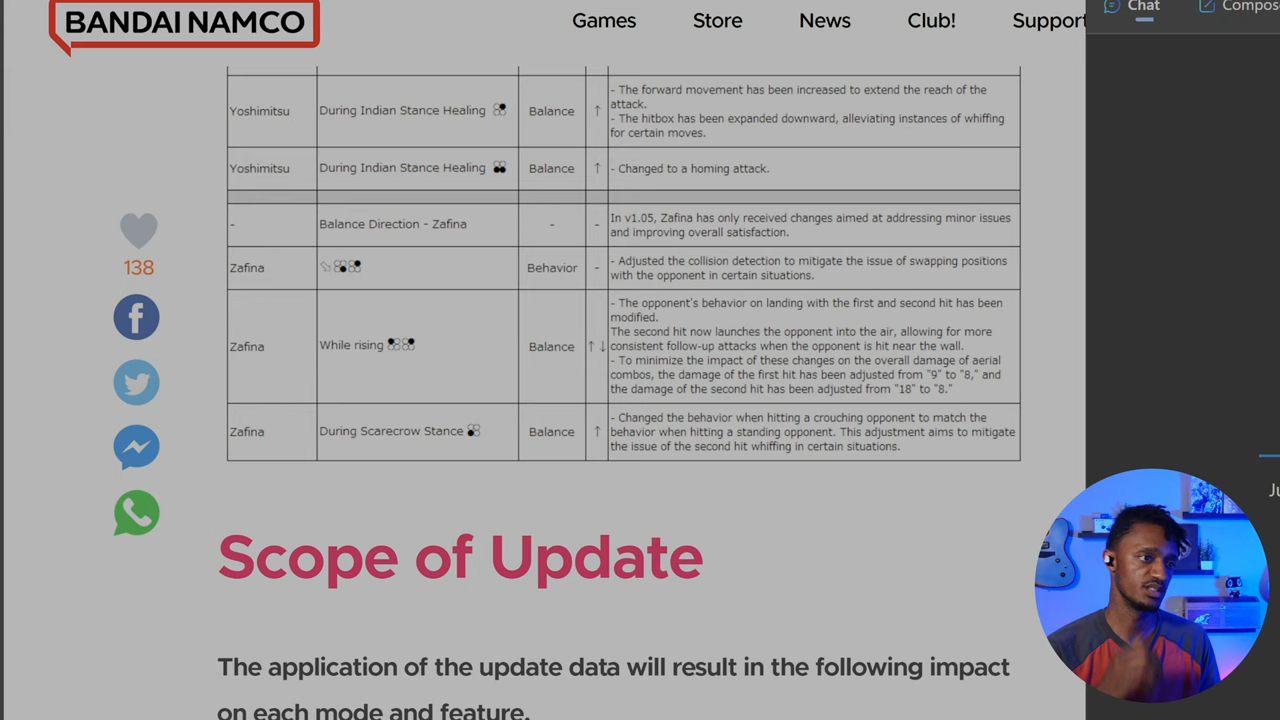 BANDAI NAMCO
Games
Store
News
Club!
Support
Chat
Compos
Yoshimitsu
During Indian Stance Healing
Balance
↑
- The forward movement has been increased to extend the reach of the
attack.
- The hitbox has been expanded downward, alleviating instances of whiffing
for certain moves.
Yoshimitsu
During Indian Stance Healing
Balance
↑
- Changed to a homing attack.
-
Balance Direction - Zafina
-
-
In v1.05, Zafina has only received changes aimed at addressing minor issues
and improving overall satisfaction.
Zafina
Behavior
-
- Adjusted the collision detection to mitigate the issue of swapping positions
with the opponent in certain situations.
Zafina
While rising
Balance
↑ ↓
- The opponent's behavior on landing with the first and second hit has been
modified.
The second hit now launches the opponent into the air, allowing for more
consistent follow-up attacks when the opponent is hit near the wall.
- To minimize the impact of these changes on the overall damage of aerial
combos, the damage of the first hit has been adjusted from "9" to "8," and
the damage of the second hit has been adjusted from "18" to "8."
Zafina
During Scarecrow Stance
Balance
↑
- Changed the behavior when hitting a crouching opponent to match the
behavior when hitting a standing opponent. This adjustment aims to mitigate
the issue of the second hit whiffing in certain situations.
138
Ju
Scope of Update
The application of the update data will result in the following impact
on each mode and feature.